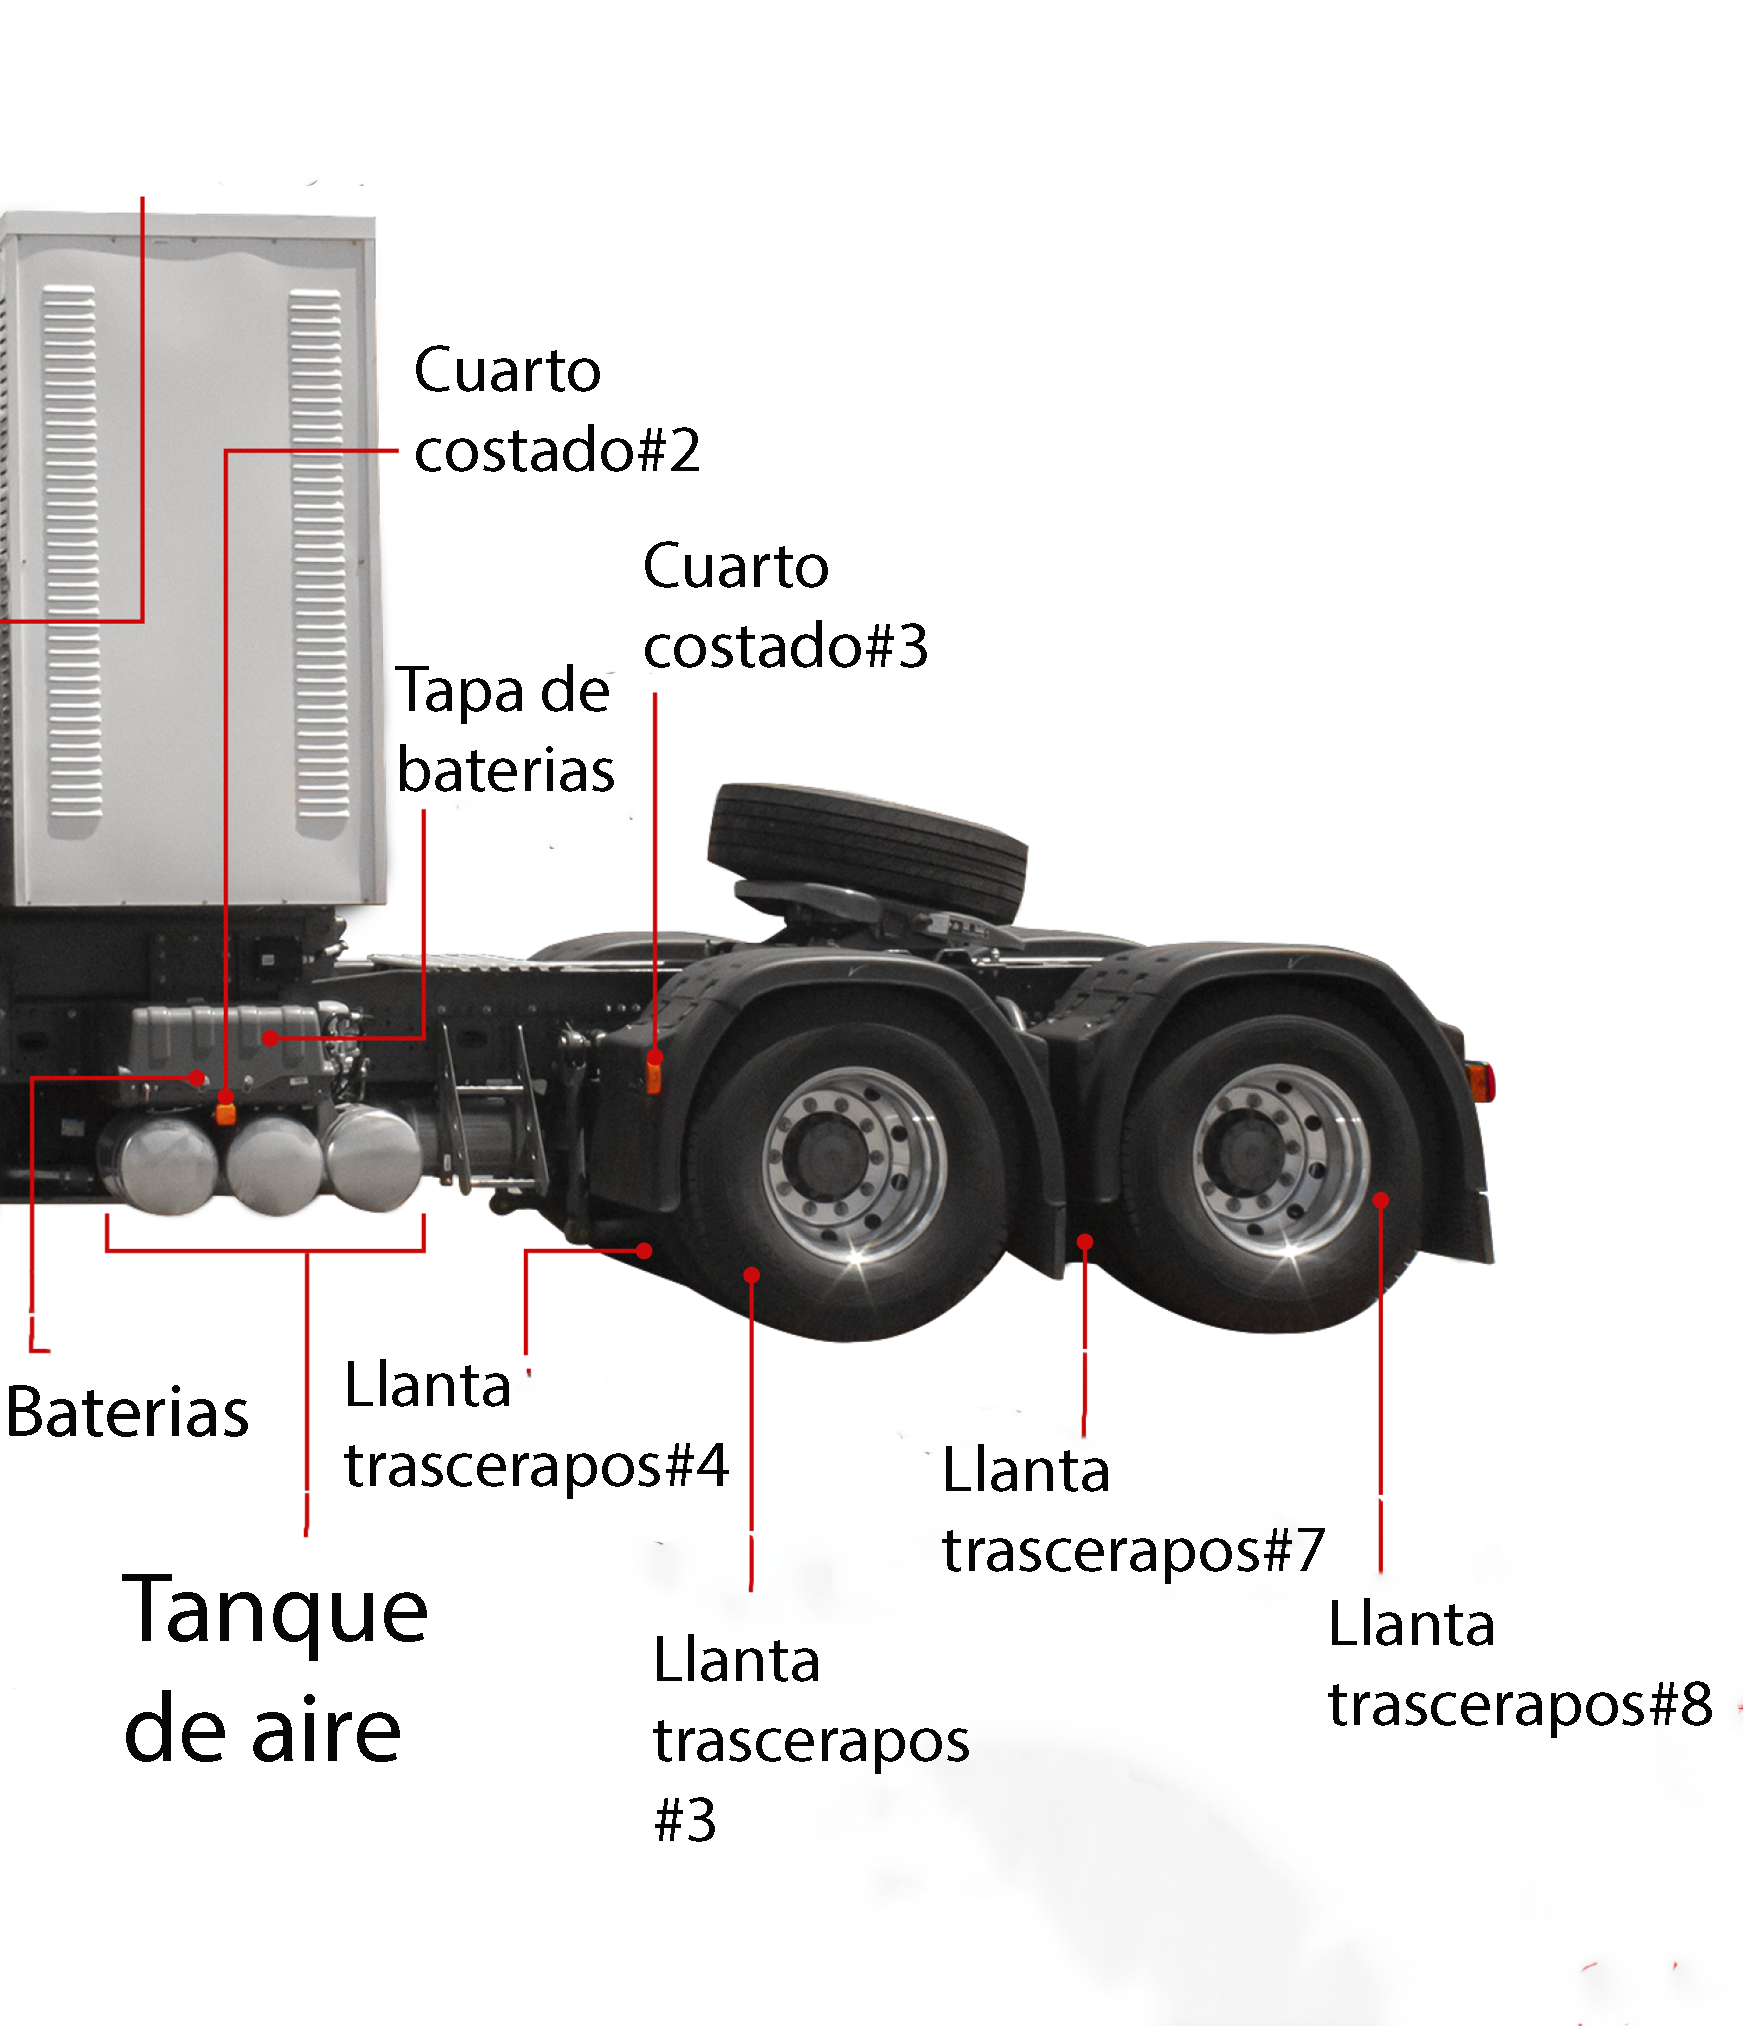 Cuarto
costado#2
Cuarto
costado#3
Tapa de
baterias
Baterias
Llanta
trascerapos#4
Llanta
trascerapos#7
Tanque
de aire
Llanta
trascerapos
#3
Llanta
trascerapos#8